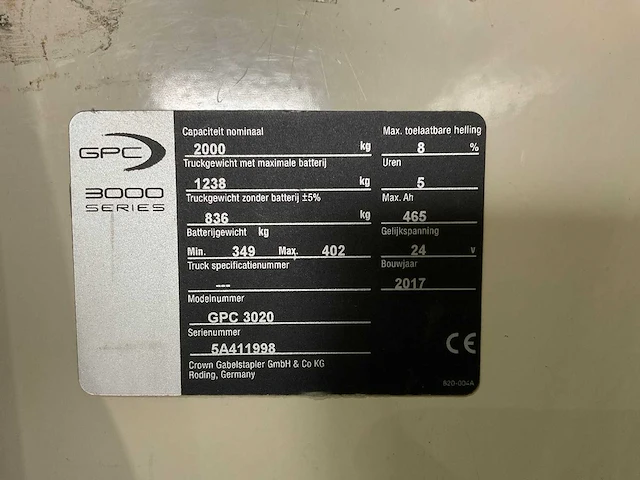 GPC
3000
SERIES
Capaciteit nominaal
2000 kg
Truckgewicht met maximale batterij
1238 kg
Truckgewicht zonder batterij ±5%
836 kg
Batterijgewicht kg
Min. 349 Max. 402
Truck specificatienummer
---
Modelnummer
GPC 3020
Serienummer
5A411998
Crown Gabelstapler GmbH & Co KG
Roding, Germany
Max. toelaatbare helling
8 %
Uren
5
Max. Ah
465
Gelijkspanning
24 v
Bouwjaar
2017
CE
820-004A